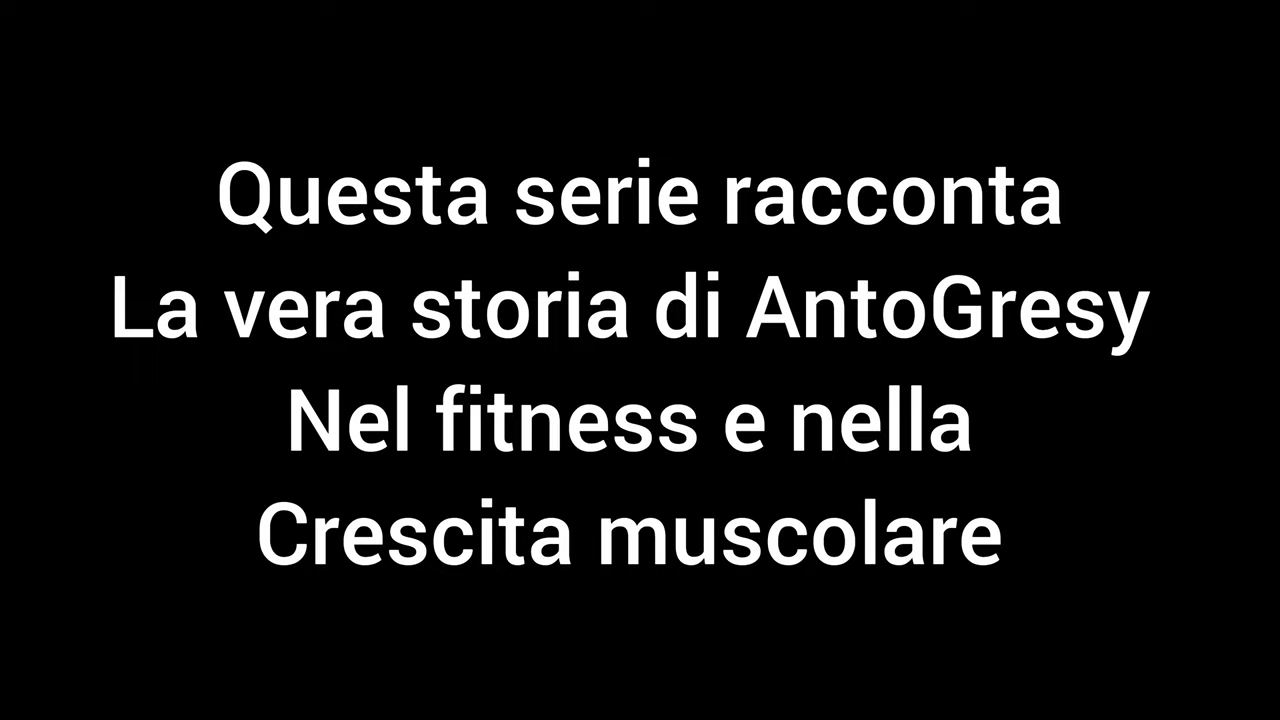 Questa serie racconta
La vera storia di AntoGresy
Nel fitness e nella
Crescita muscolare